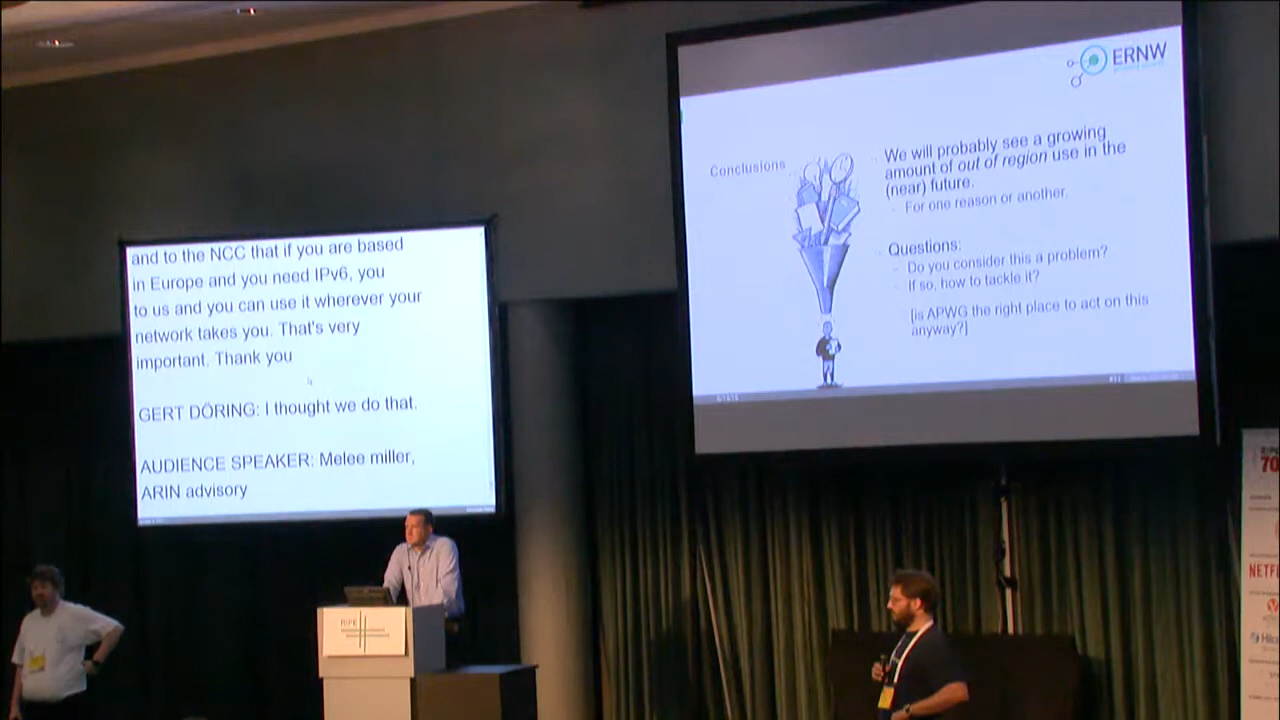 and to the NCC that if you are based
in Europe and you need IPv6, you
to us and you can use it wherever your
network takes you. That's very
important. Thank you
GERT DÖRING: I thought we do that.
AUDIENCE SPEAKER: Melee miller,
ARIN advisory
ERNW
Conclusions
We will probably see a growing
amount of out of region use in the
(near) future.
For one reason or another.
Questions:
Do you consider this a problem?
If so, how to tackle it?
[is APWG the right place to act on this
anyway?]
RIPE
70
NETF